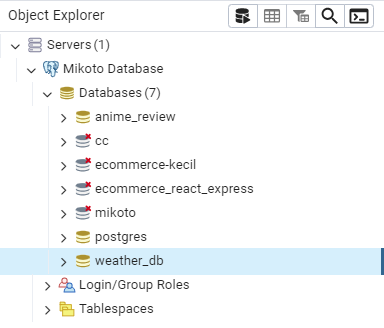 Object Explorer
Servers (1)
Mikoto Database
Databases (7)
anime_review
cc
ecommerce-kecil
ecommerce_react_express
mikoto
postgres
weather_db
Login/Group Roles
Tablespaces